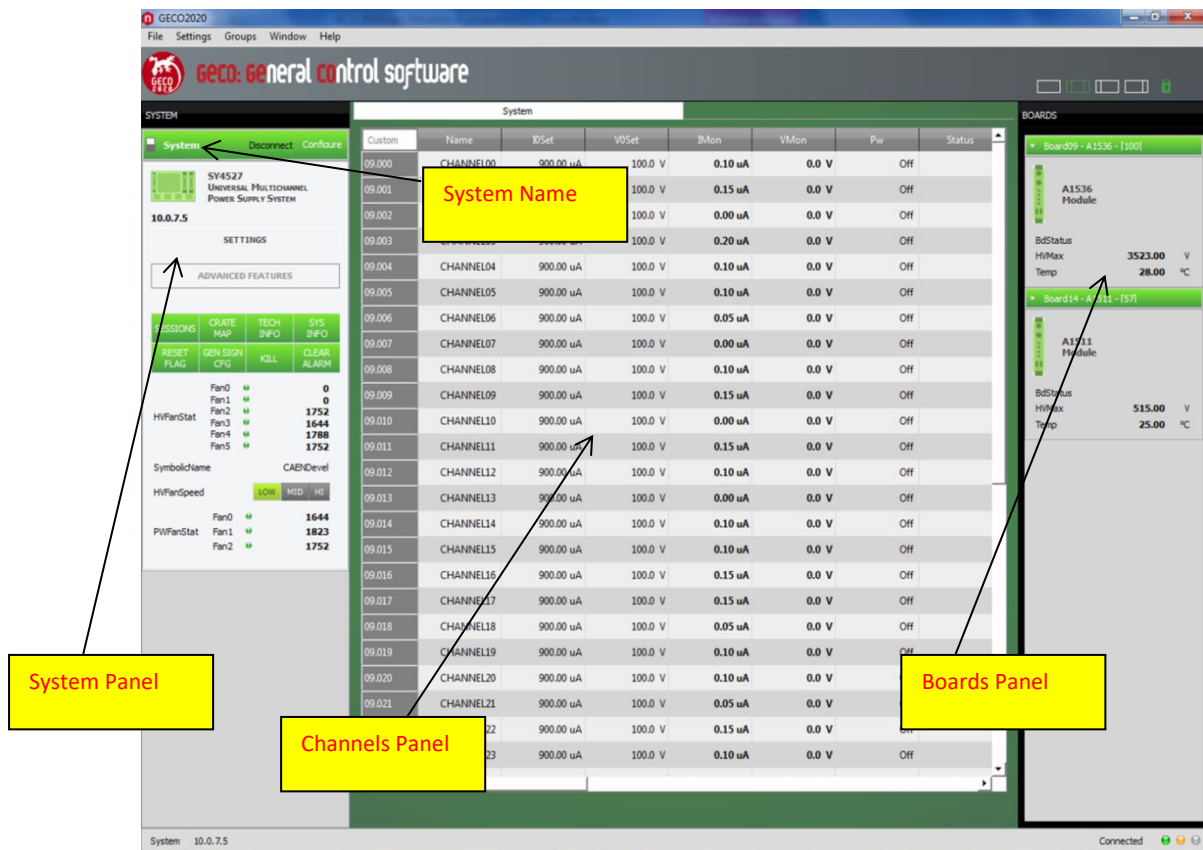 GECO2020
File Settings Groups Window Help
GECO
2020
GECO: GEneral COntrol software
SYSTEM
System
BOARDS
System Disconnect Configure
SY4527
UNIVERSAL MULTICHANNEL
POWER SUPPLY SYSTEM
10.0.7.5
SETTINGS
ADVANCED FEATURES
SESSIONS CRATE MAP TECH INFO SYS INFO
RESET FLAG GEN SIGN CFG KILL CLEAR ALARM
HVFanStat
Fan0 0
Fan1 0
Fan2 1752
Fan3 1644
Fan4 1788
Fan5 1752
SymbolicName CAENDevel
HVFanSpeed LOW MID HI
PWFanStat
Fan0 1644
Fan1 1823
Fan2 1752
Custom Name I0Set V0Set IMon VMon Pw Status
09.000 CHANNEL00 900.00 uA 100.0 V 0.10 uA 0.0 V Off
09.001 100.0 V 0.15 uA 0.0 V Off
09.002 100.0 V 0.00 uA 0.0 V Off
09.003 100.0 V 0.20 uA 0.0 V Off
09.004 CHANNEL04 900.00 uA 100.0 V 0.10 uA 0.0 V Off
09.005 CHANNEL05 900.00 uA 100.0 V 0.10 uA 0.0 V Off
09.006 CHANNEL06 900.00 uA 100.0 V 0.05 uA 0.0 V Off
09.007 CHANNEL07 900.00 uA 100.0 V 0.00 uA 0.0 V Off
09.008 CHANNEL08 900.00 uA 100.0 V 0.10 uA 0.0 V Off
09.009 CHANNEL09 900.00 uA 100.0 V 0.15 uA 0.0 V Off
09.010 CHANNEL10 900.00 uA 100.0 V 0.00 uA 0.0 V Off
09.011 CHANNEL11 900.00 uA 100.0 V 0.15 uA 0.0 V Off
09.012 CHANNEL12 900.00 uA 100.0 V 0.10 uA 0.0 V Off
09.013 CHANNEL13 900.00 uA 100.0 V 0.00 uA 0.0 V Off
09.014 CHANNEL14 900.00 uA 100.0 V 0.10 uA 0.0 V Off
09.015 CHANNEL15 900.00 uA 100.0 V 0.10 uA 0.0 V Off
09.016 CHANNEL16 900.00 uA 100.0 V 0.15 uA 0.0 V Off
09.017 CHANNEL17 900.00 uA 100.0 V 0.15 uA 0.0 V Off
09.018 CHANNEL18 900.00 uA 100.0 V 0.05 uA 0.0 V Off
09.019 CHANNEL19 900.00 uA 100.0 V 0.10 uA 0.0 V Off
09.020 CHANNEL20 900.00 uA 100.0 V 0.10 uA 0.0 V
09.021 CHANNEL21 900.00 uA 100.0 V 0.05 uA 0.0 V
22 900.00 uA 100.0 V 0.15 uA 0.0 V
23 900.00 uA 100.0 V 0.10 uA 0.0 V Off
Board09 - A1536 - [100]
A1536
Module
BdStatus
HVMax 3523.00 V
Temp 28.00 °C
Board14 - A1511 - [57]
A1511
Module
BdStatus
HVMax 515.00 V
Temp 25.00 °C
System Name
System Panel
Channels Panel
Boards Panel
System 10.0.7.5
Connected